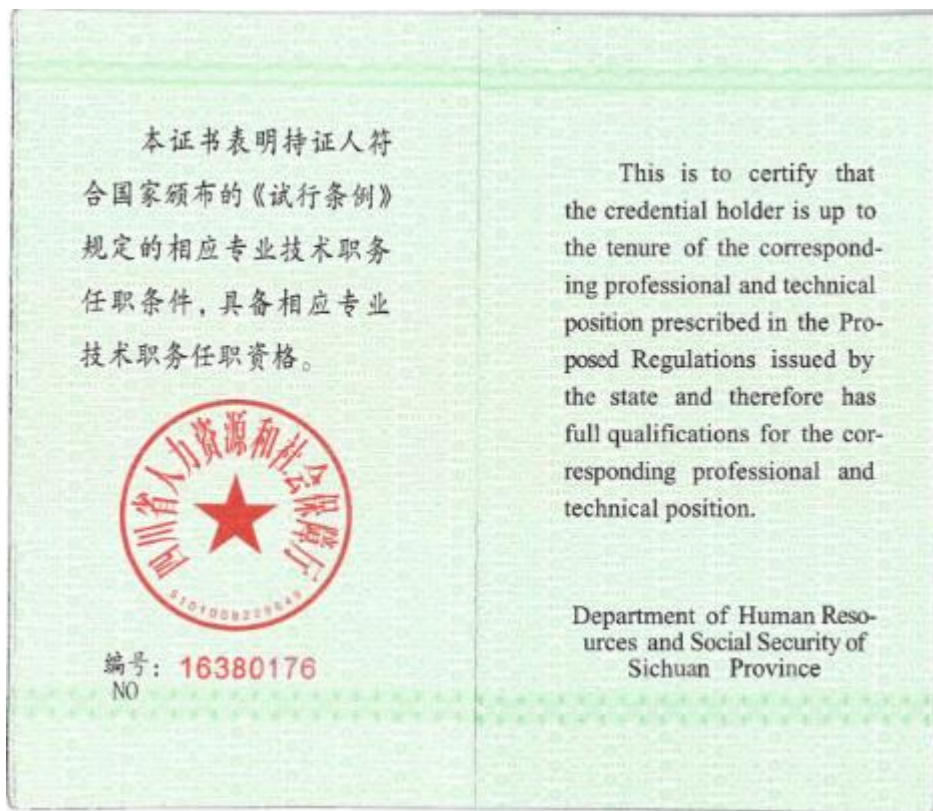 本证书表明持证人符
合国家颁布的《试行条例》
规定的相应专业技术职务
任职条件，具备相应专业
技术职务任职资格。
四川省人力资源和社会保障厅
编号：16380176
NO
This is to certify that
the credential holder is up to
the tenure of the correspond-
ing professional and technical
position prescribed in the Pro-
posed Regulations issued by
the state and therefore has
full qualifications for the cor-
responding professional and
technical position.
Department of Human Reso-
urces and Social Security of
Sichuan Province